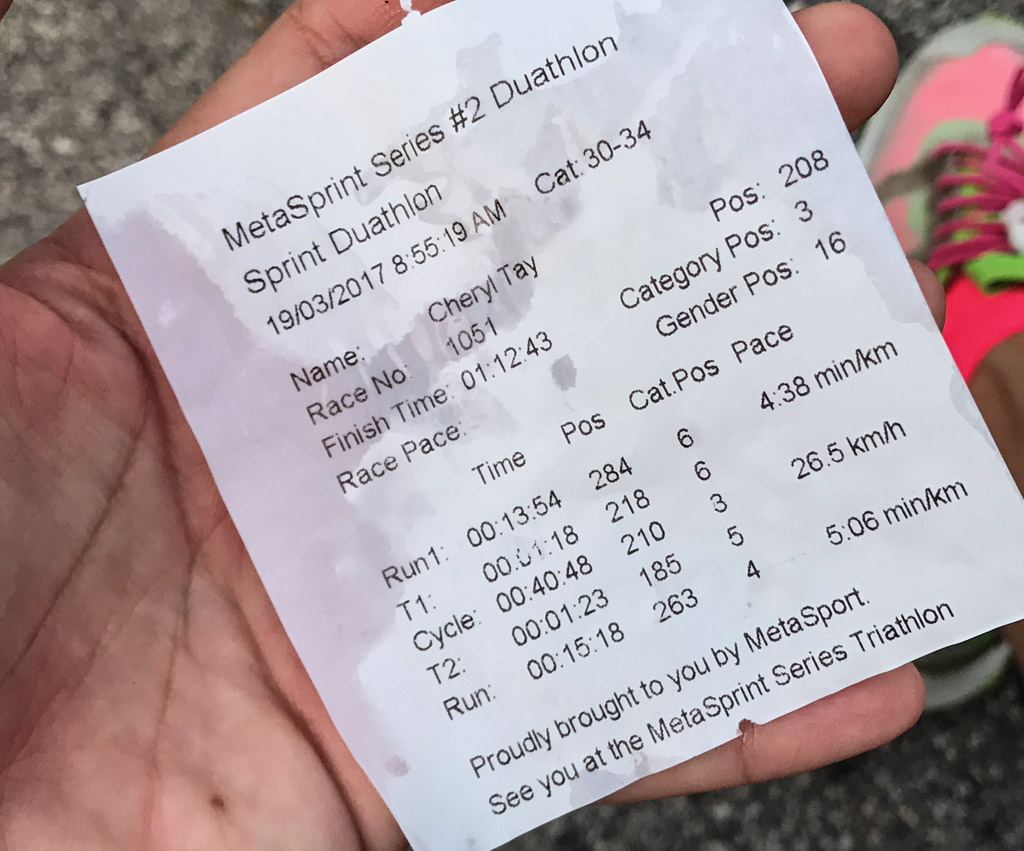 MetaSprint Series #2 Duathlon
Sprint Duathlon
19/03/2017 8:55:19 AM Cat: 30-34
Name: Cheryl Tay Pos: 208
Race No: 1051 Category Pos: 3
Finish Time: 01:12:43 Gender Pos: 16
Race Pace:
Time Pos Cat.Pos Pace
Run1: 00:13:54 284 6 4:38 min/km
T1: 00:01:18 218 6
Cycle: 00:40:48 210 3 26.5 km/h
T2: 00:01:23 185 5
Run: 00:15:18 263 4 5:06 min/km
Proudly brought to you by MetaSport.
See you at the MetaSprint Series Triathlon